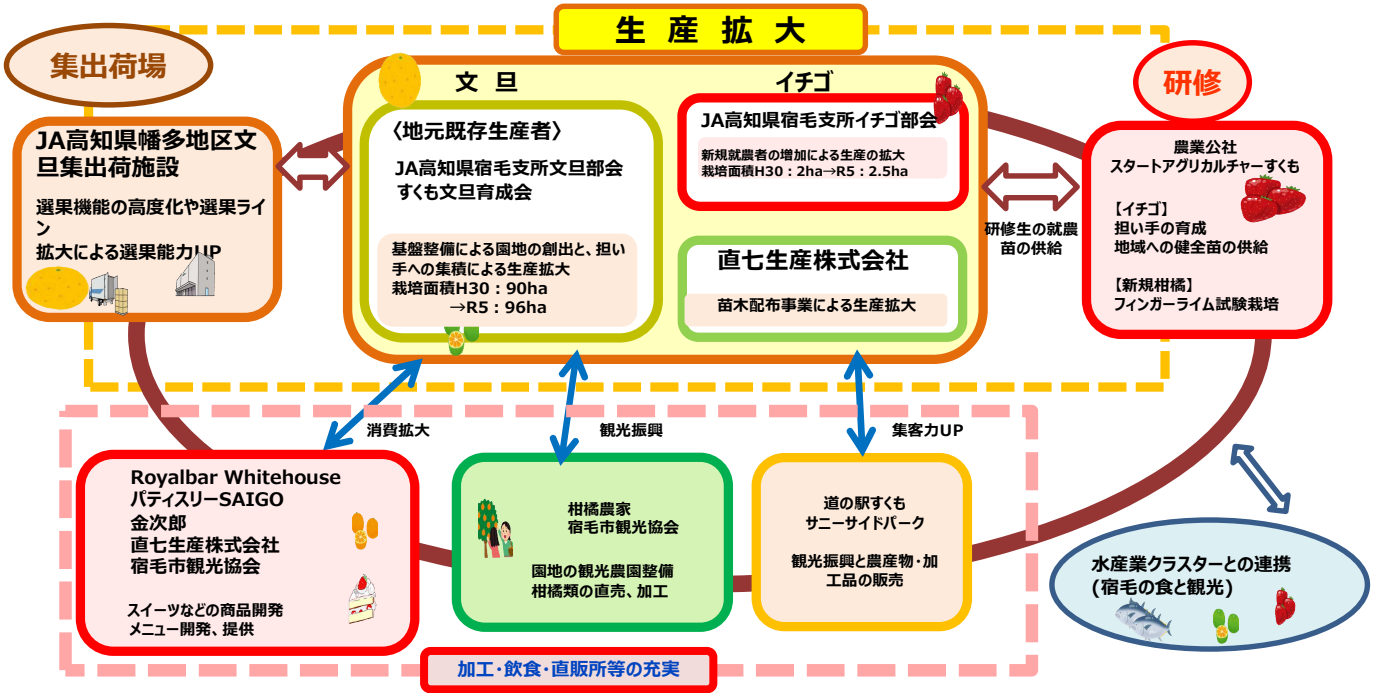 生産拡大
集出荷場
JA高知県幡多地区文
旦集出荷施設
選果機能の高度化や選果ライ
ン
拡大による選果能力UP
文旦
〈地元既存生産者〉
JA高知県宿毛支所文旦部会
すくも文旦育成会
基盤整備による園地の創出と、担い
手への集積による生産拡大
栽培面積H30：90ha
→R5：96ha
イチゴ
JA高知県宿毛支所イチゴ部会
新規就農者の増加による生産の拡大
栽培面積H30：2ha→R5：2.5ha
直七生産株式会社
苗木配布事業による生産拡大
研修生の就農
苗の供給
研修
農業公社
スタートアグリカルチャーすくも
【イチゴ】
担い手の育成
地域への健全苗の供給
【新規柑橘】
フィンガーライム試験栽培
消費拡大
観光振興
集客力UP
Royalbar Whitehouse
パティスリーSAIGO
金次郎
直七生産株式会社
宿毛市観光協会
スイーツなどの商品開発
メニュー開発、提供
柑橘農家
宿毛市観光協会
園地の観光農園整備
柑橘類の直売、加工
道の駅すくも
サニーサイドパーク
観光振興と農産物・加
工品の販売
水産業クラスターとの連携
(宿毛の食と観光)
加工・飲食・直販所等の充実